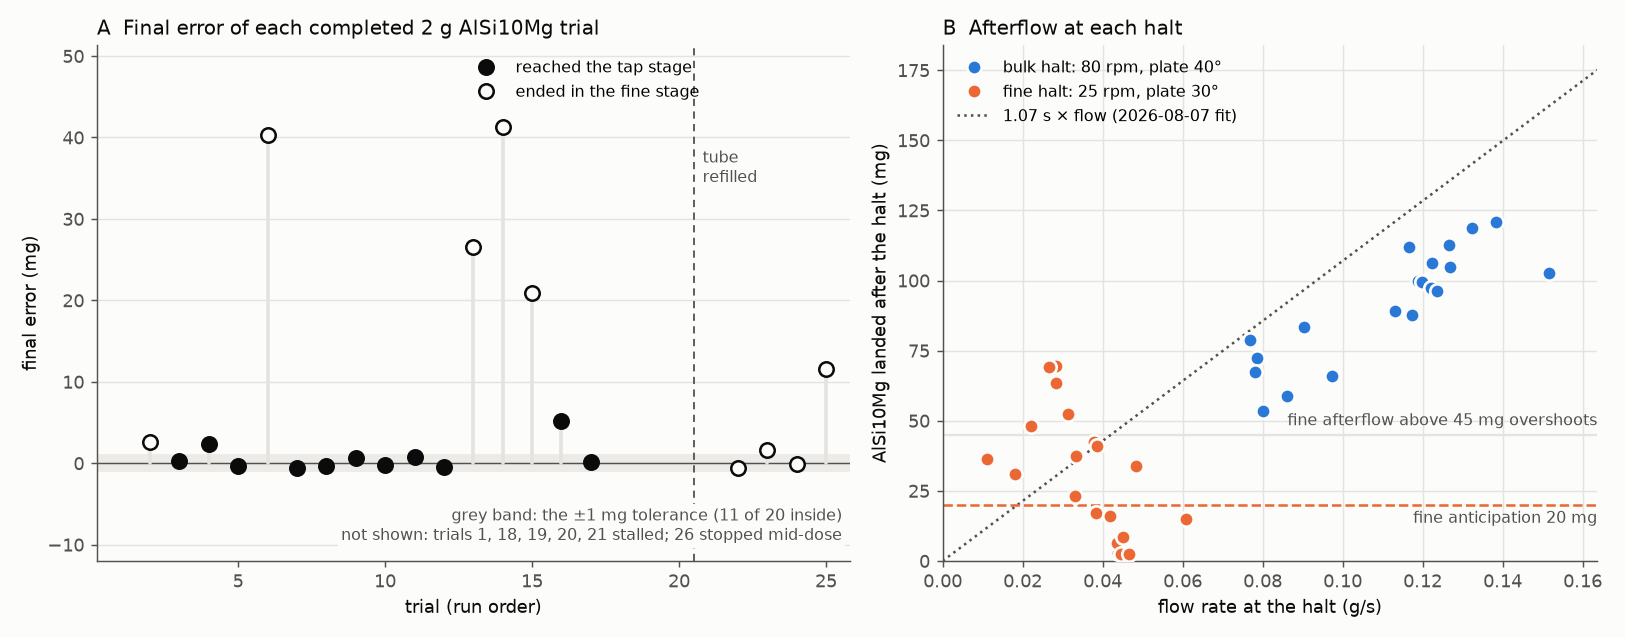 A Final error of each completed 2 g AlSi10Mg trial
50
40
30
20
10
0
−10
final error (mg)
reached the tap stage
ended in the fine stage
tube
refilled
grey band: the ±1 mg tolerance (11 of 20 inside)
not shown: trials 1, 18, 19, 20, 21 stalled; 26 stopped mid-dose
5
10
15
20
25
trial (run order)
B Afterflow at each halt
175
150
125
100
75
50
25
0
AlSi10Mg landed after the halt (mg)
bulk halt: 80 rpm, plate 40°
fine halt: 25 rpm, plate 30°
1.07 s × flow (2026-08-07 fit)
fine afterflow above 45 mg overshoots
fine anticipation 20 mg
0.00
0.02
0.04
0.06
0.08
0.10
0.12
0.14
0.16
flow rate at the halt (g/s)